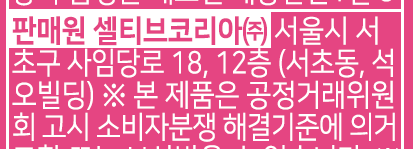 판매원 셀티브코리아㈜ 서울시 서
초구 사임당로 18, 12층 (서초동, 석
오빌딩) ※ 본 제품은 공정거래위원
회 고시 소비자분쟁 해결기준에 의거